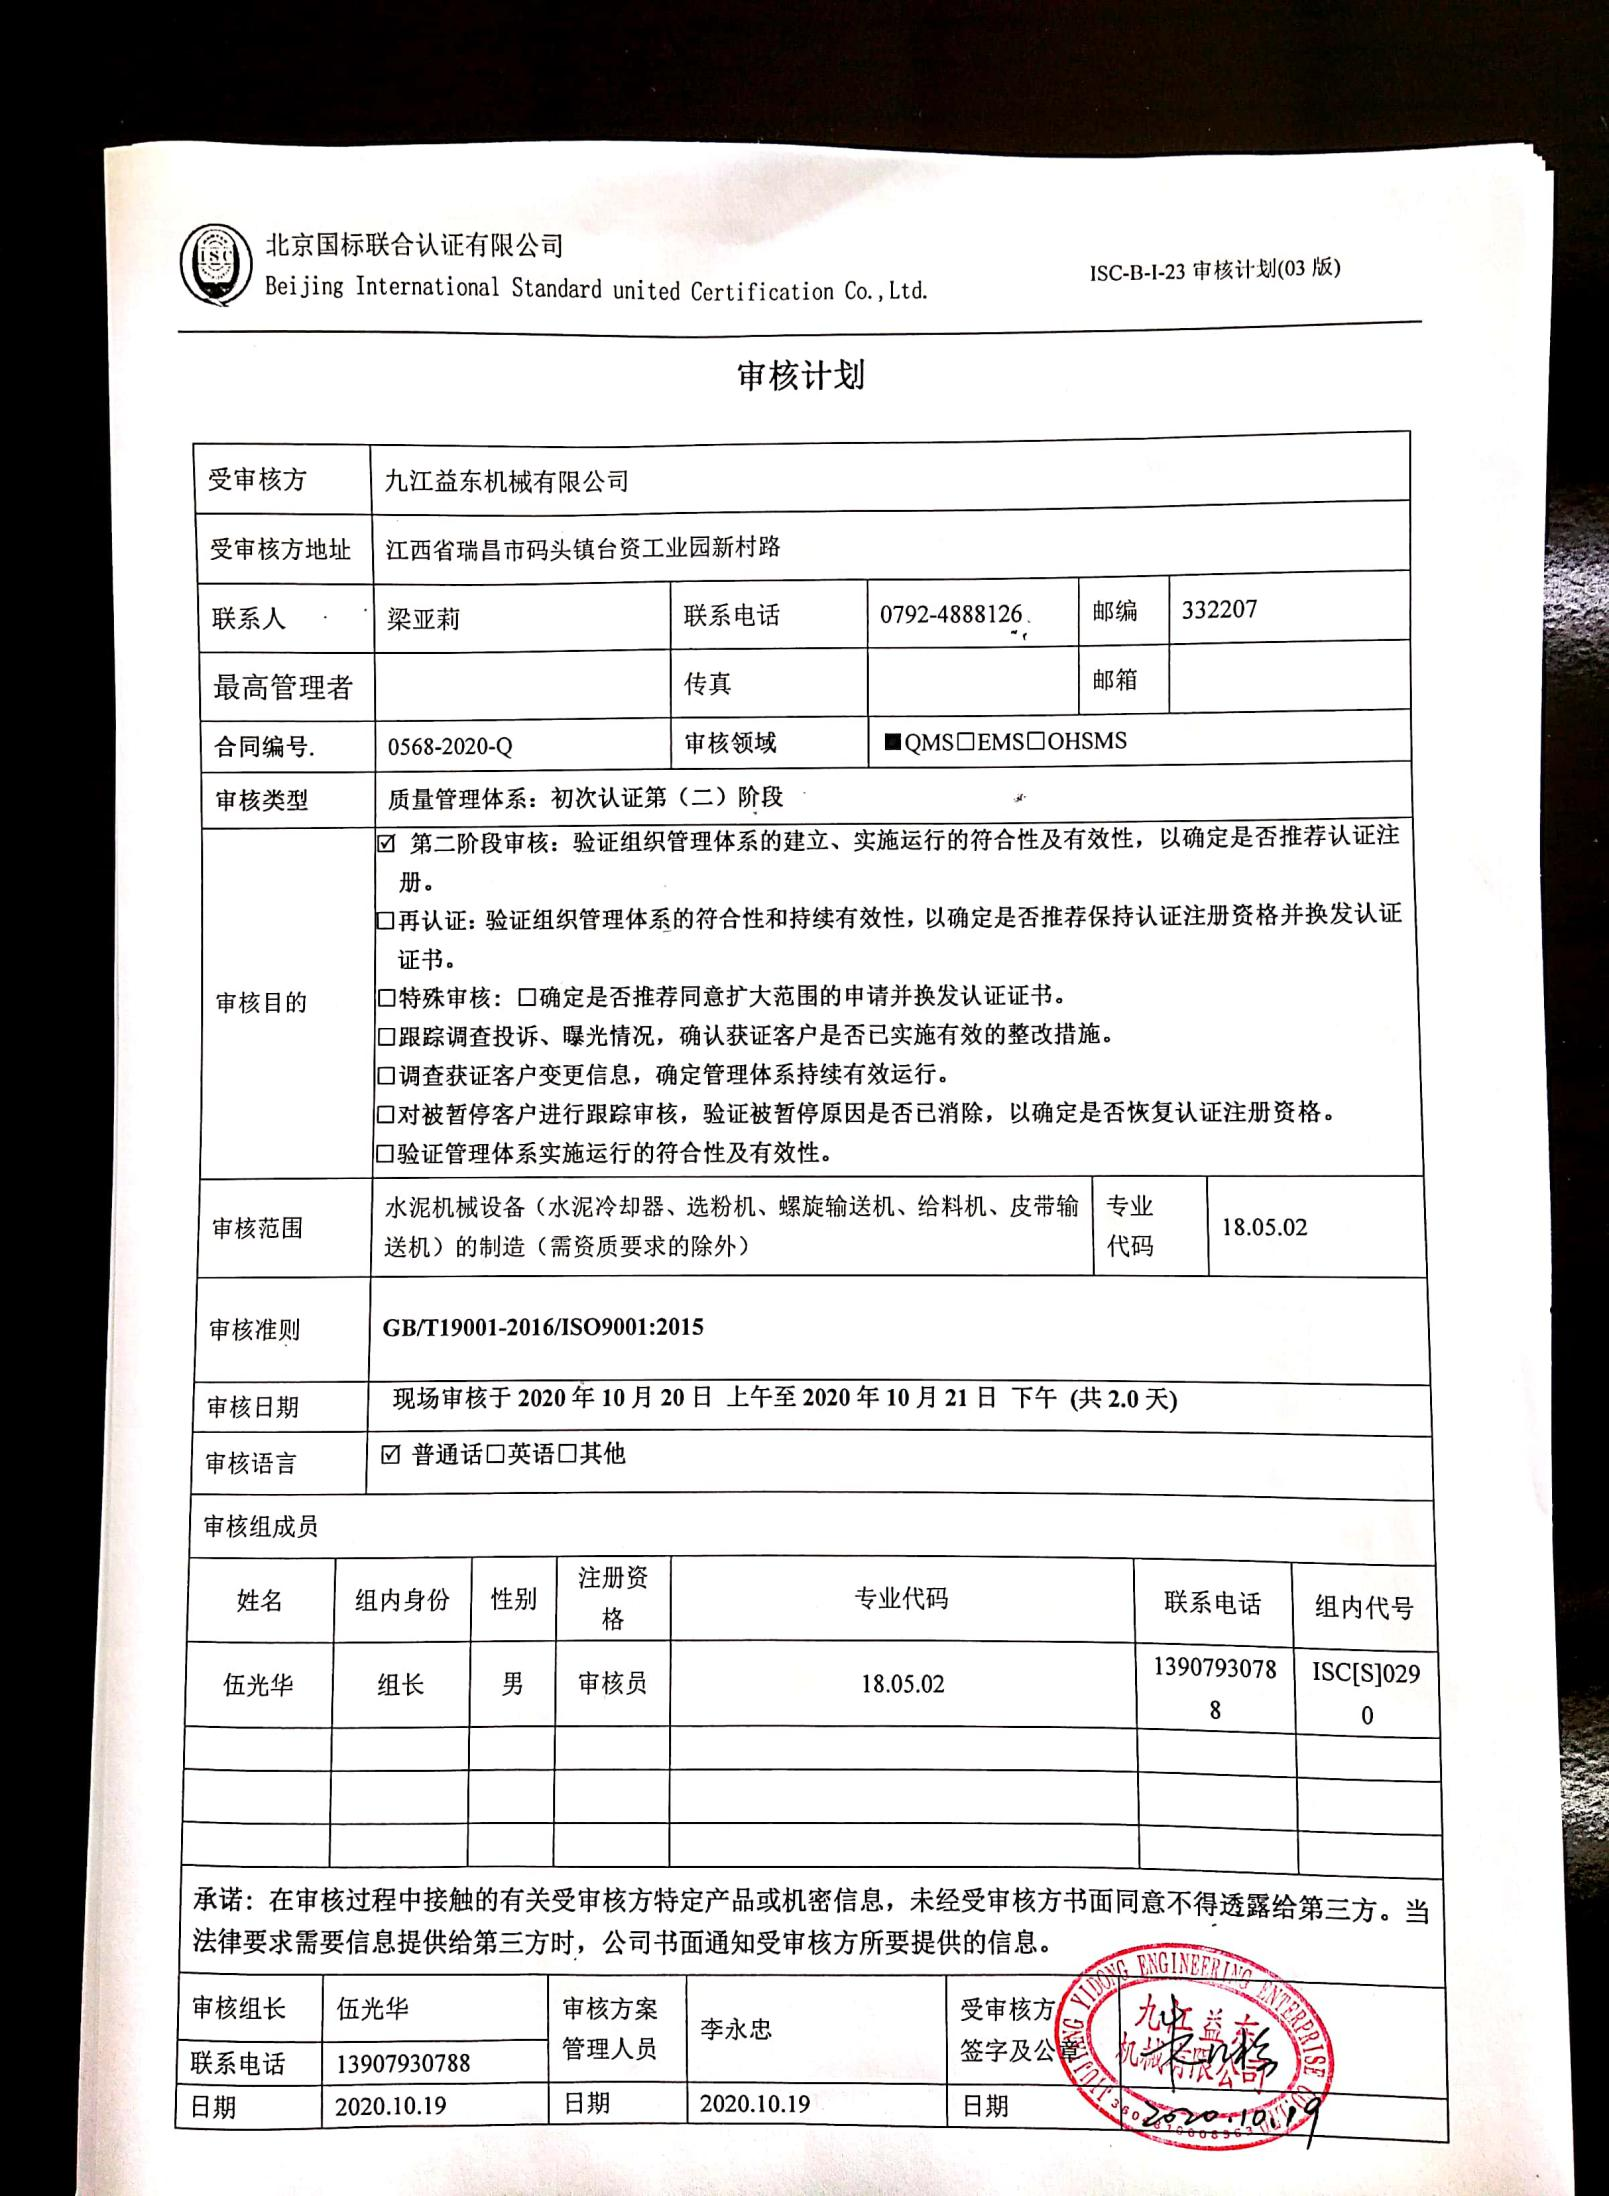 ISC
北京国标联合认证有限公司
Beijing International Standard united Certification Co.,Ltd.
ISC-B-I-23 审核计划(03 版)
审核计划
受审核方 九江益东机械有限公司
受审核方地址 江西省瑞昌市码头镇台资工业园新村路
联系人 梁亚莉 联系电话 0792-4888126 邮编 332207
最高管理者 传真 邮箱
合同编号. 0568-2020-Q 审核领域 ■QMS□EMS□OHSMS
审核类型 质量管理体系：初次认证第（二）阶段
审核目的
☑ 第二阶段审核：验证组织管理体系的建立、实施运行的符合性及有效性，以确定是否推荐认证注
册。
□再认证：验证组织管理体系的符合性和持续有效性，以确定是否推荐保持认证注册资格并换发认证
证书。
□特殊审核：□确定是否推荐同意扩大范围的申请并换发认证证书。
□跟踪调查投诉、曝光情况，确认获证客户是否已实施有效的整改措施。
□调查获证客户变更信息，确定管理体系持续有效运行。
□对被暂停客户进行跟踪审核，验证被暂停原因是否已消除，以确定是否恢复认证注册资格。
□验证管理体系实施运行的符合性及有效性。
审核范围
水泥机械设备（水泥冷却器、选粉机、螺旋输送机、给料机、皮带输
送机）的制造（需资质要求的除外）
专业
代码
18.05.02
审核准则 GB/T19001-2016/ISO9001:2015
审核日期 现场审核于 2020 年 10 月 20 日 上午至 2020 年 10 月 21 日 下午 (共 2.0 天)
审核语言 ☑ 普通话□英语□其他
审核组成员
姓名 组内身份 性别 注册资
格
专业代码 联系电话 组内代号
伍光华 组长 男 审核员 18.05.02 1390793078
8
ISC[S]029
0
承诺：在审核过程中接触的有关受审核方特定产品或机密信息，未经受审核方书面同意不得透露给第三方。当
法律要求需要信息提供给第三方时，公司书面通知受审核方所要提供的信息。
审核组长 伍光华
审核方案
管理人员
李永忠
受审核方
签字及公章
联系电话 13907930788
日期 2020.10.19 日期 2020.10.19 日期 2020.10.19
JIUJIANG YIDONG ENGINEERING ENTERPRISE CO.,LTD
九江益东
机械有限公司